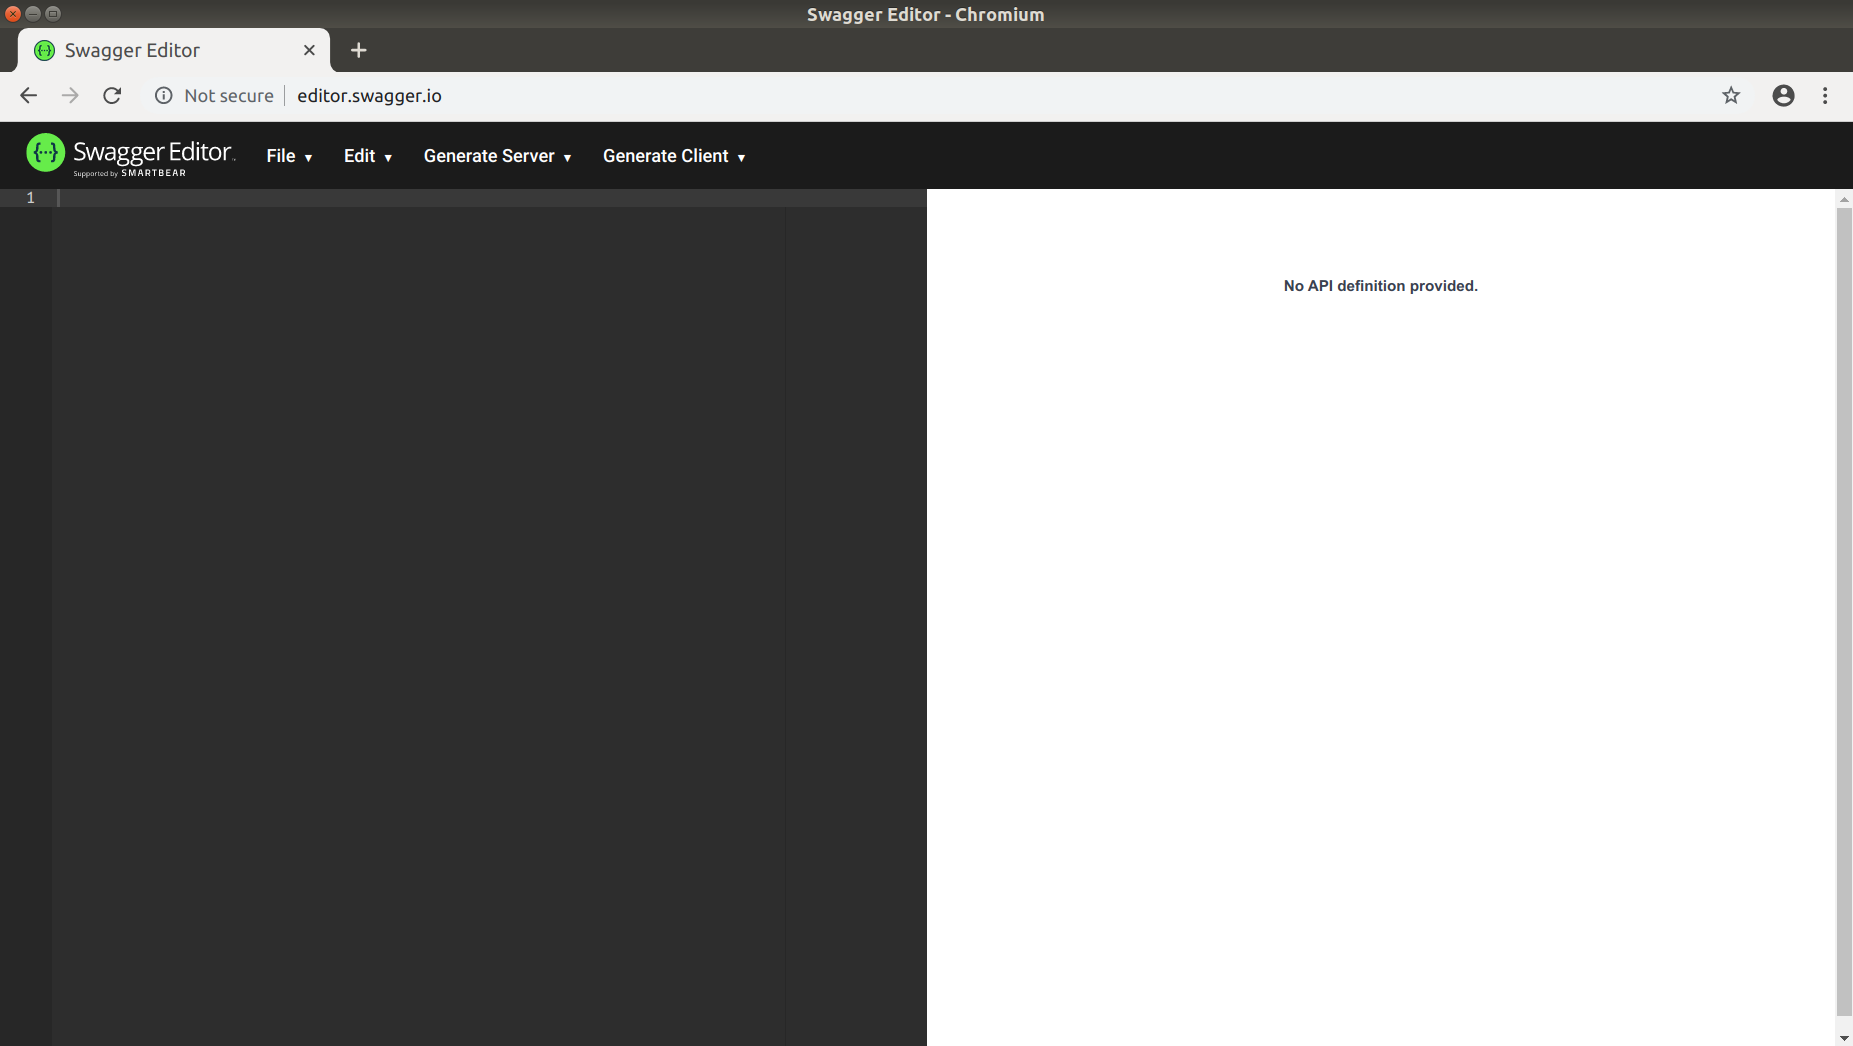 Swagger Editor - Chromium
Swagger Editor
Not secure editor.swagger.io
{···} Swagger Editor
Supported by SMARTBEAR
File ▼ Edit ▼ Generate Server ▼ Generate Client ▼
1
No API definition provided.